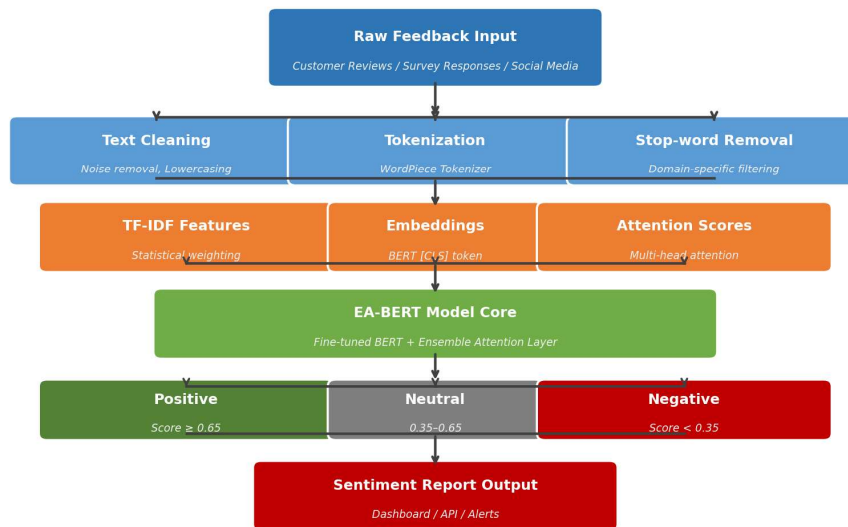 Raw Feedback Input
Customer Reviews / Survey Responses / Social Media
Text Cleaning
Noise removal, Lowercasing
Tokenization
WordPiece Tokenizer
Stop-word Removal
Domain-specific filtering
TF-IDF Features
Statistical weighting
Embeddings
BERT [CLS] token
Attention Scores
Multi-head attention
EA-BERT Model Core
Fine-tuned BERT + Ensemble Attention Layer
Positive
Score ≥ 0.65
Neutral
0.35–0.65
Negative
Score < 0.35
Sentiment Report Output
Dashboard / API / Alerts